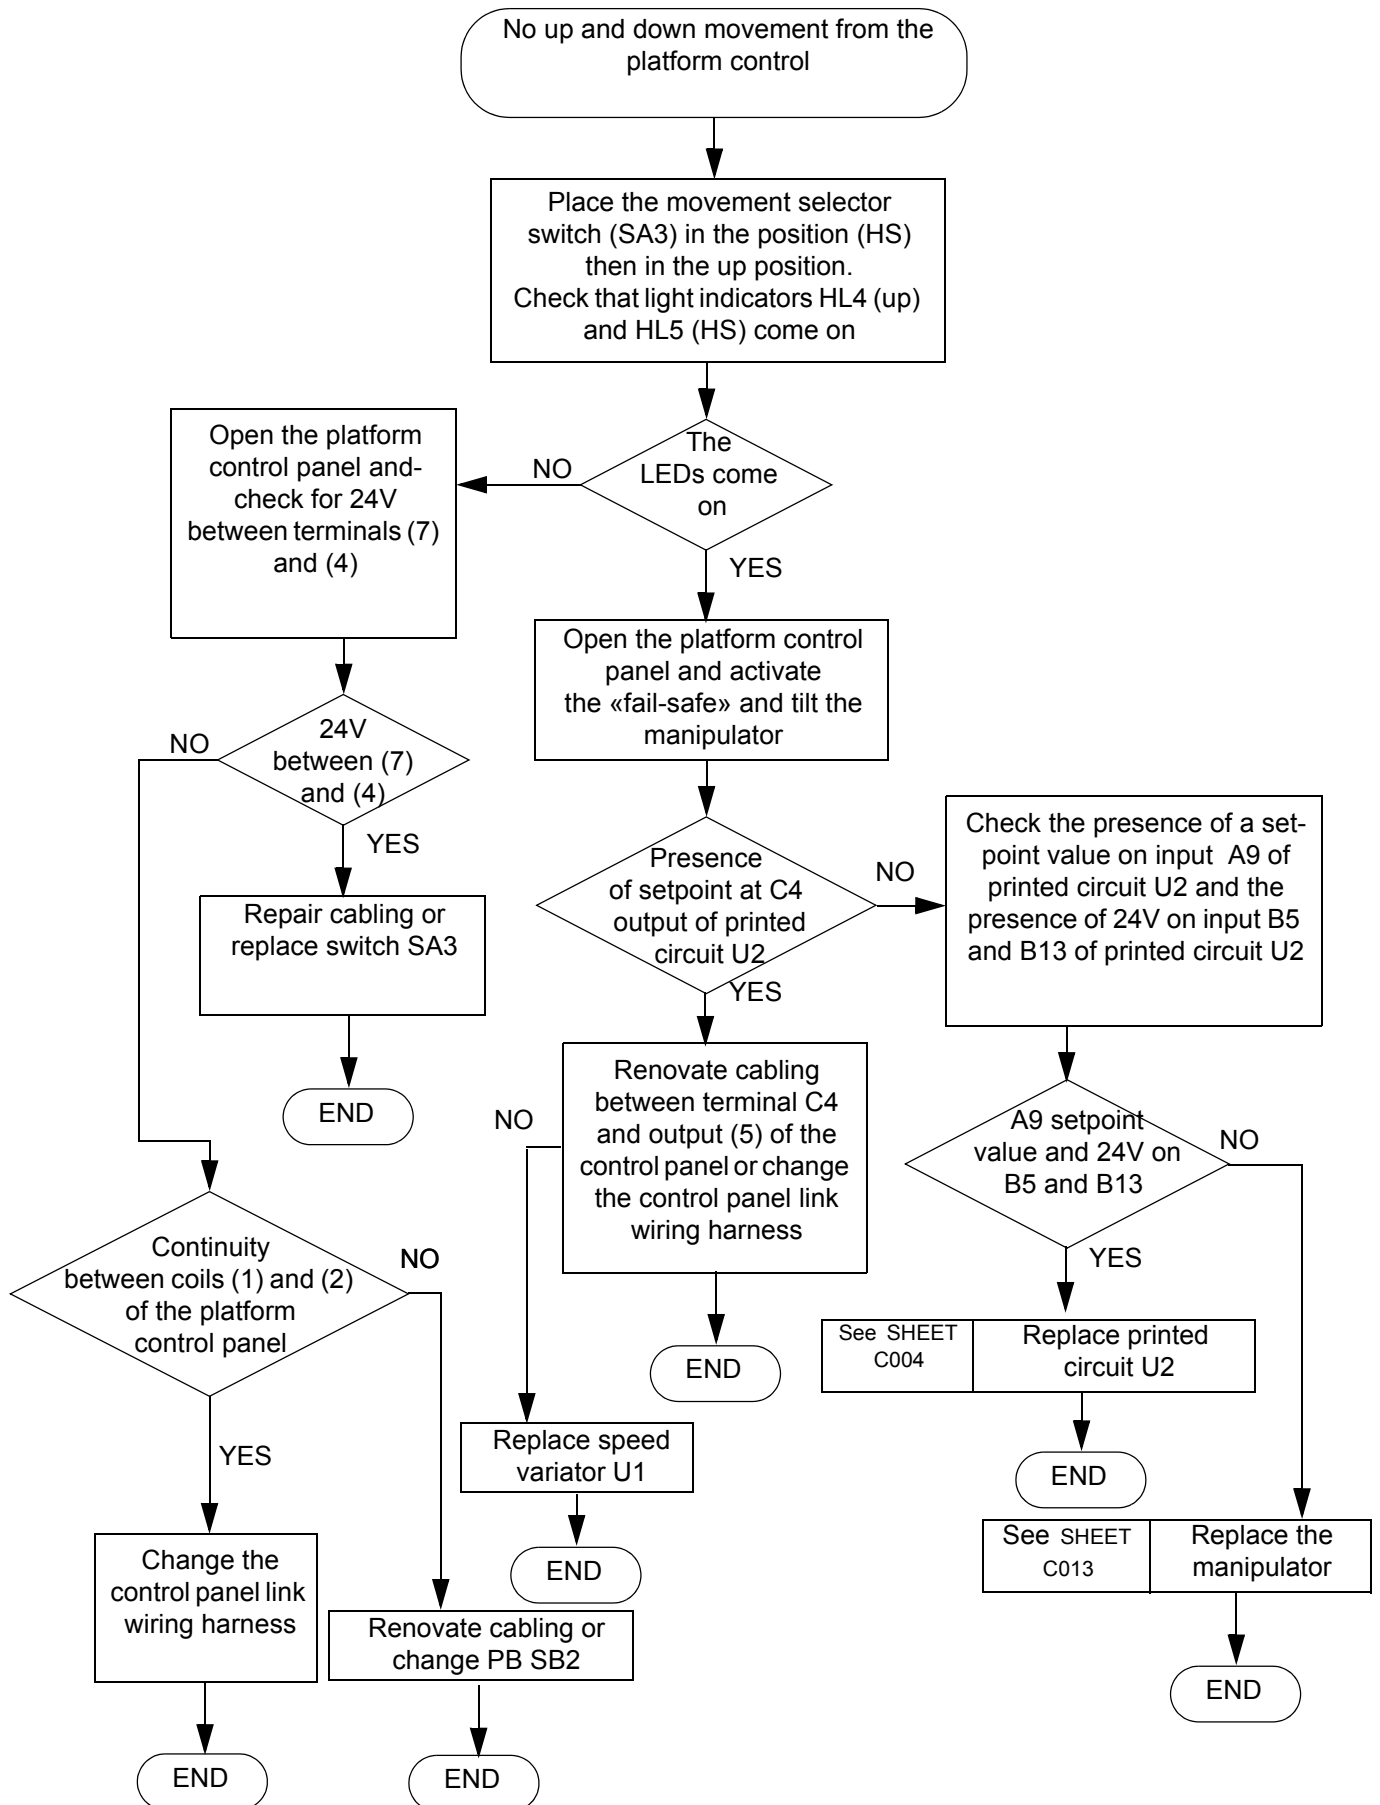 No up and down movement from the
platform control
Place the movement selector
switch (SA3) in the position (HS)
then in the up position.
Check that light indicators HL4 (up)
and HL5 (HS) come on
The
LEDs come
on
NO
YES
Open the platform
control panel and-
check for 24V
between terminals (7)
and (4)
24V
between (7)
and (4)
NO
YES
Repair cabling or
replace switch SA3
END
Open the platform control
panel and activate
the «fail-safe» and tilt the
manipulator
Presence
of setpoint at C4
output of printed
circuit U2
NO
YES
Check the presence of a set-
point value on input A9 of
printed circuit U2 and the
presence of 24V on input B5
and B13 of printed circuit U2
Renovate cabling
between terminal C4
and output (5) of the
control panel or change
the control panel link
wiring harness
NO
END
A9 setpoint
value and 24V on
B5 and B13
NO
YES
Continuity
between coils (1) and (2)
of the platform
control panel
NO
YES
See SHEET
C004
Replace printed
circuit U2
END
Replace speed
variator U1
END
See SHEET
C013
Replace the
manipulator
END
Change the
control panel link
wiring harness
END
Renovate cabling or
change PB SB2
END